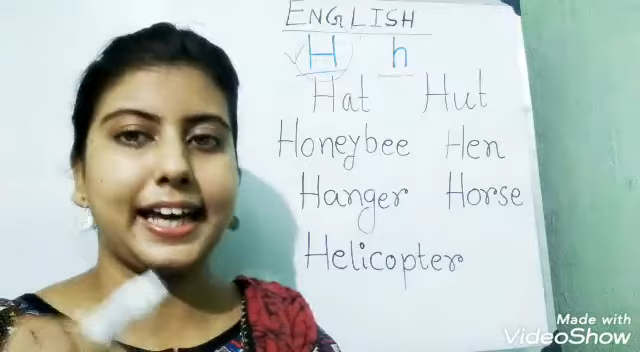 ENGLISH
H h
Hat Hut
Honeybee Hen
Hanger Horse
Helicopter
Made with
VideoShow